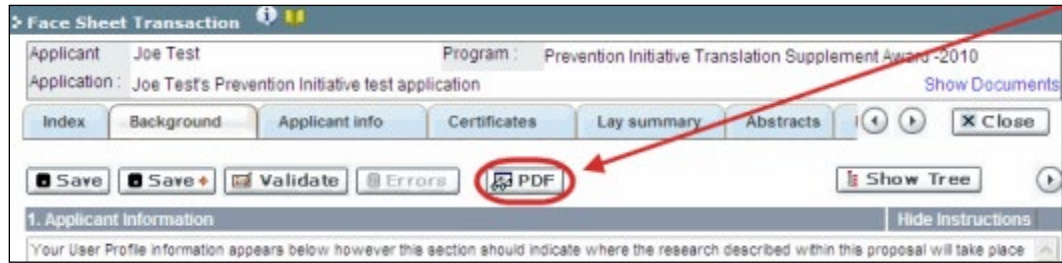 Face Sheet Transaction
Applicant Joe Test Program : Prevention Initiative Translation Supplement Award -2010
Application : Joe Test's Prevention Initiative test application Show Documents
Index Background Applicant info Certificates Lay summary Abstracts X Close
Save Save+ Validate Errors PDF Show Tree
1. Applicant Information Hide Instructions
Your User Profile information appears below however this section should indicate where the research described within this proposal will take place